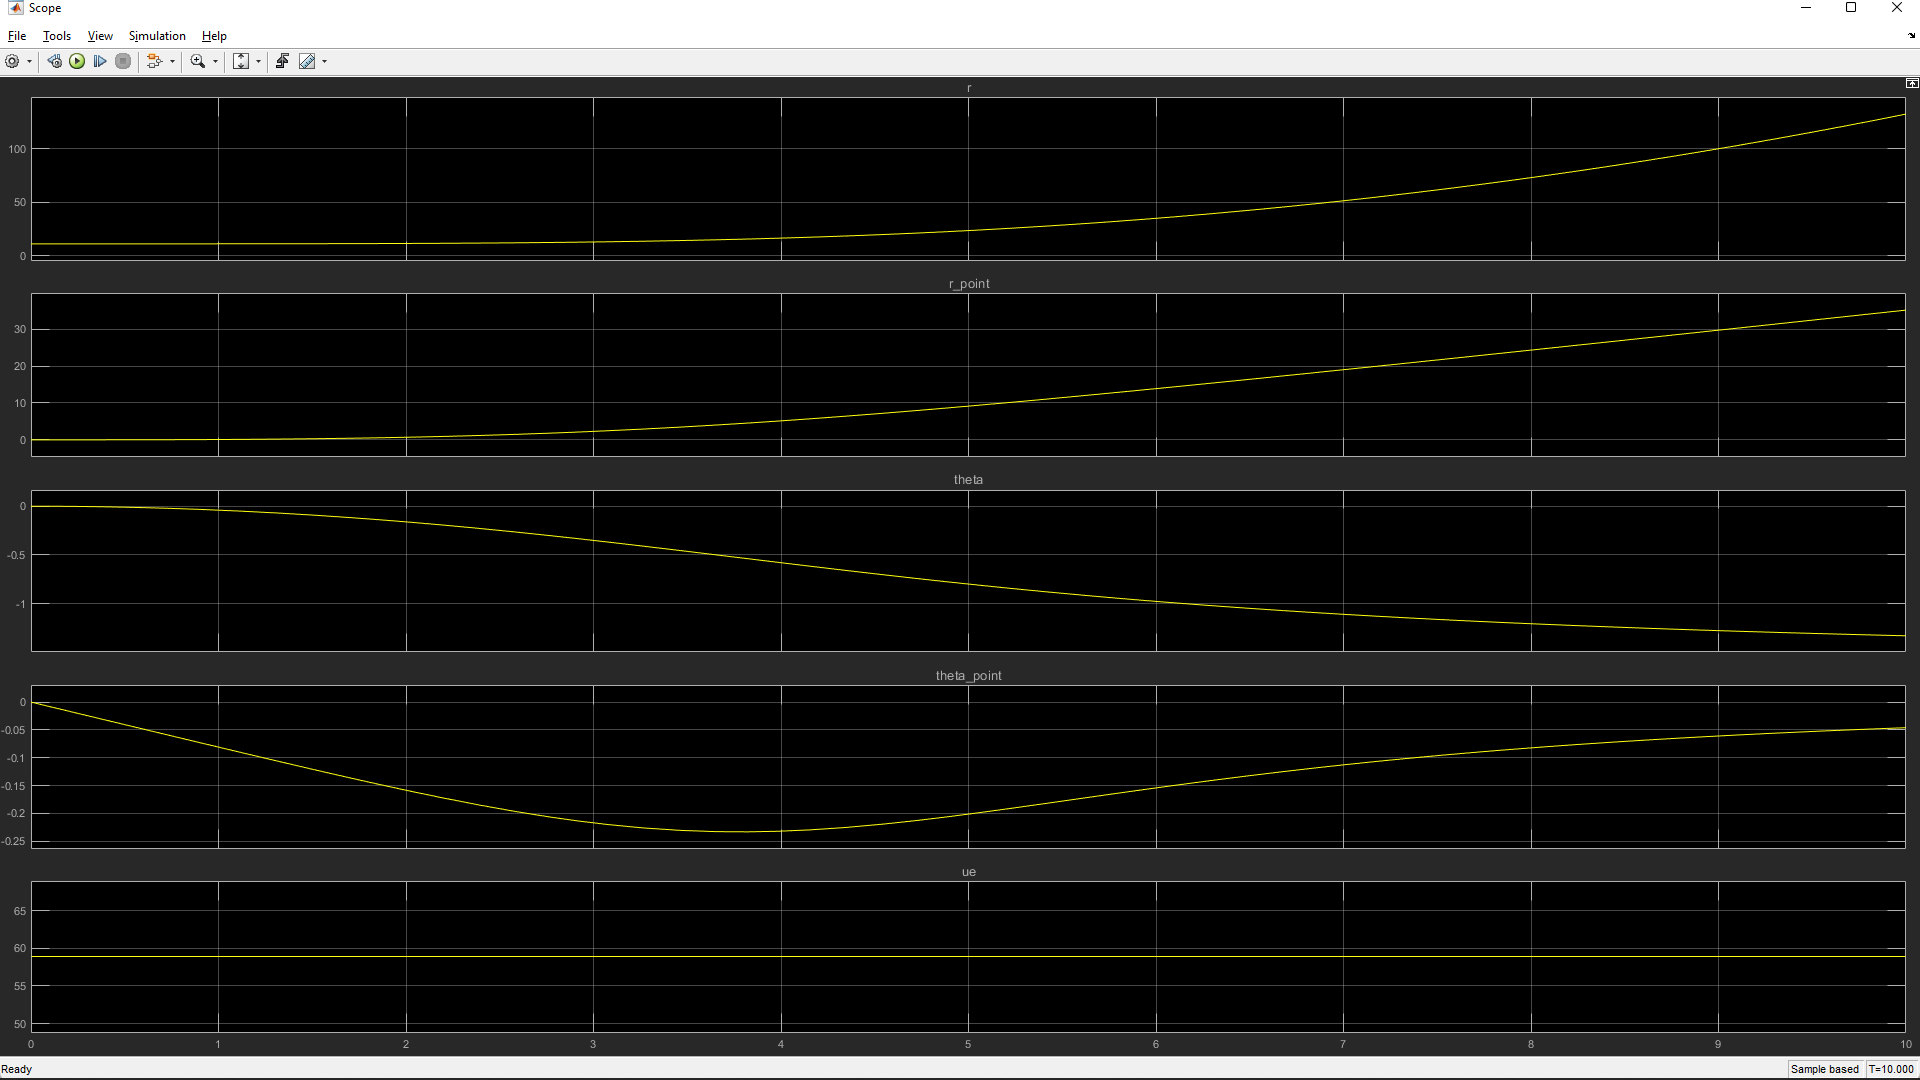 Scope
File Tools View Simulation Help
r
100
50
0
r_point
30
20
10
0
theta
0
-0.5
-1
theta_point
0
-0.05
-0.1
-0.15
-0.2
-0.25
ue
65
60
55
50
0 1 2 3 4 5 6 7 8 9 10
Ready Sample based T=10.000